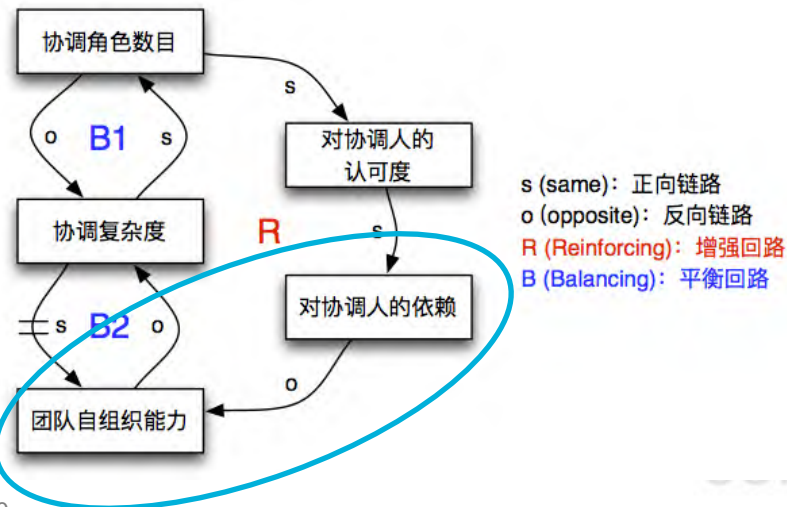 协调角色数目
s
o
B1
s
对协调人的
认可度
s (same)：正向链路
o (opposite)：反向链路
R (Reinforcing)：增强回路
B (Balancing)：平衡回路
协调复杂度
R
s
s
B2
o
对协调人的依赖
o
团队自组织能力